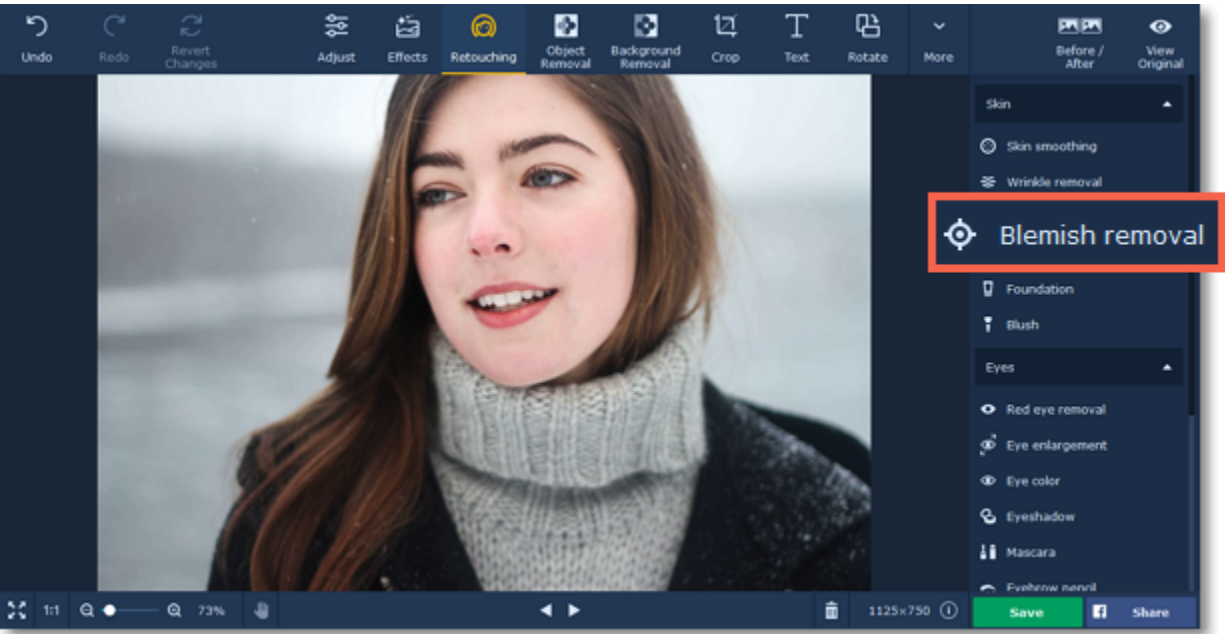 Undo
Redo
Revert
Changes
Adjust
Effects
Retouching
Object
Removal
Background
Removal
Crop
Text
Rotate
More
Before /
After
View
Original
Skin
Skin smoothing
Wrinkle removal
Blemish removal
Foundation
Blush
Eyes
Red eye removal
Eye enlargement
Eye color
Eyeshadow
Mascara
Eyebrow pencil
1:1
73%
1125×750
Save
Share